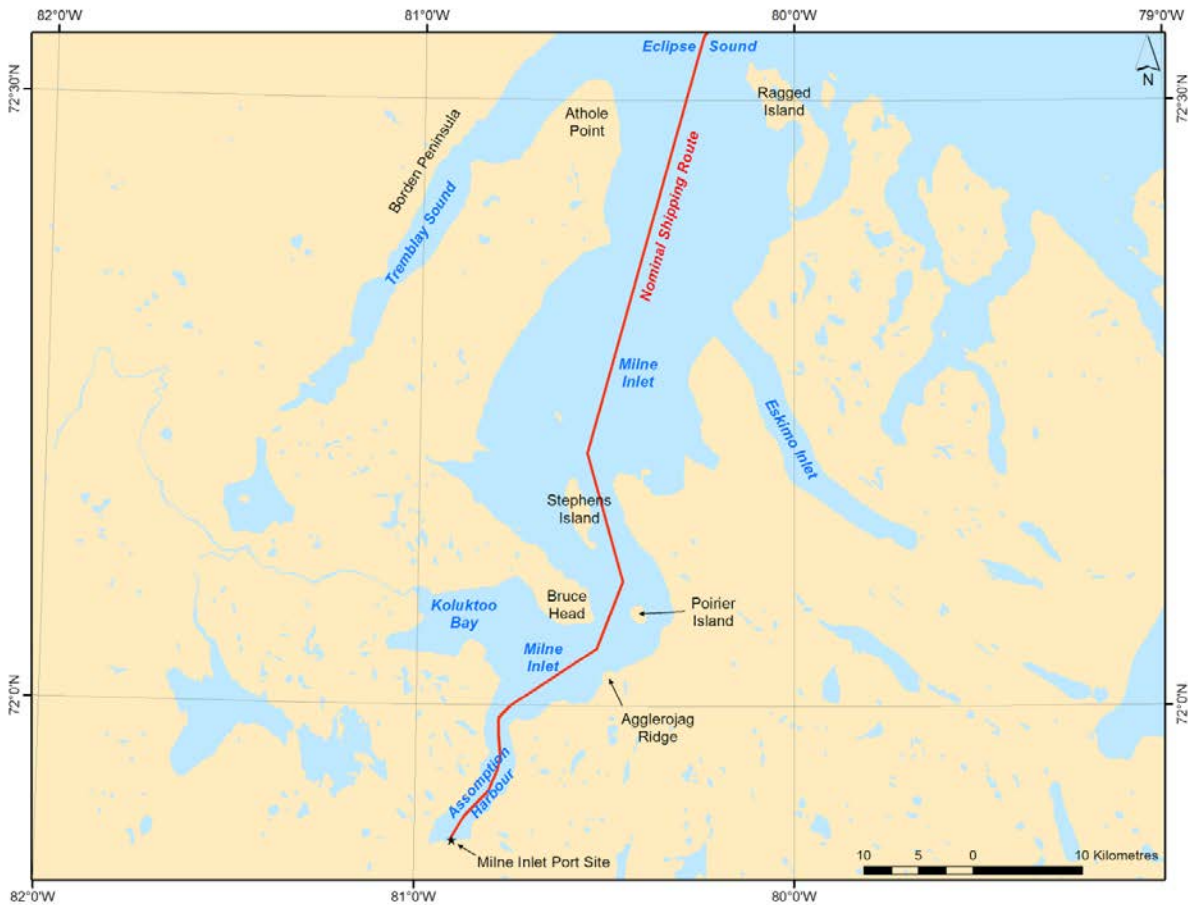 82°0'W
81°0'W
80°0'W
79°0'W
Eclipse Sound
N
72°30'N
72°30'N
Ragged
Island
Athole
Point
Borden Peninsula
Tremblay Sound
Nominal Shipping Route
Milne
Inlet
Eskimo Inlet
Stephens
Island
Bruce
Head
Koluktoo
Bay
Poirier
Island
Milne
Inlet
72°0'N
72°0'N
Agglerojag
Ridge
Assomption
Harbour
Milne Inlet Port Site
10 5 0 10 Kilometres
82°0'W
81°0'W
80°0'W